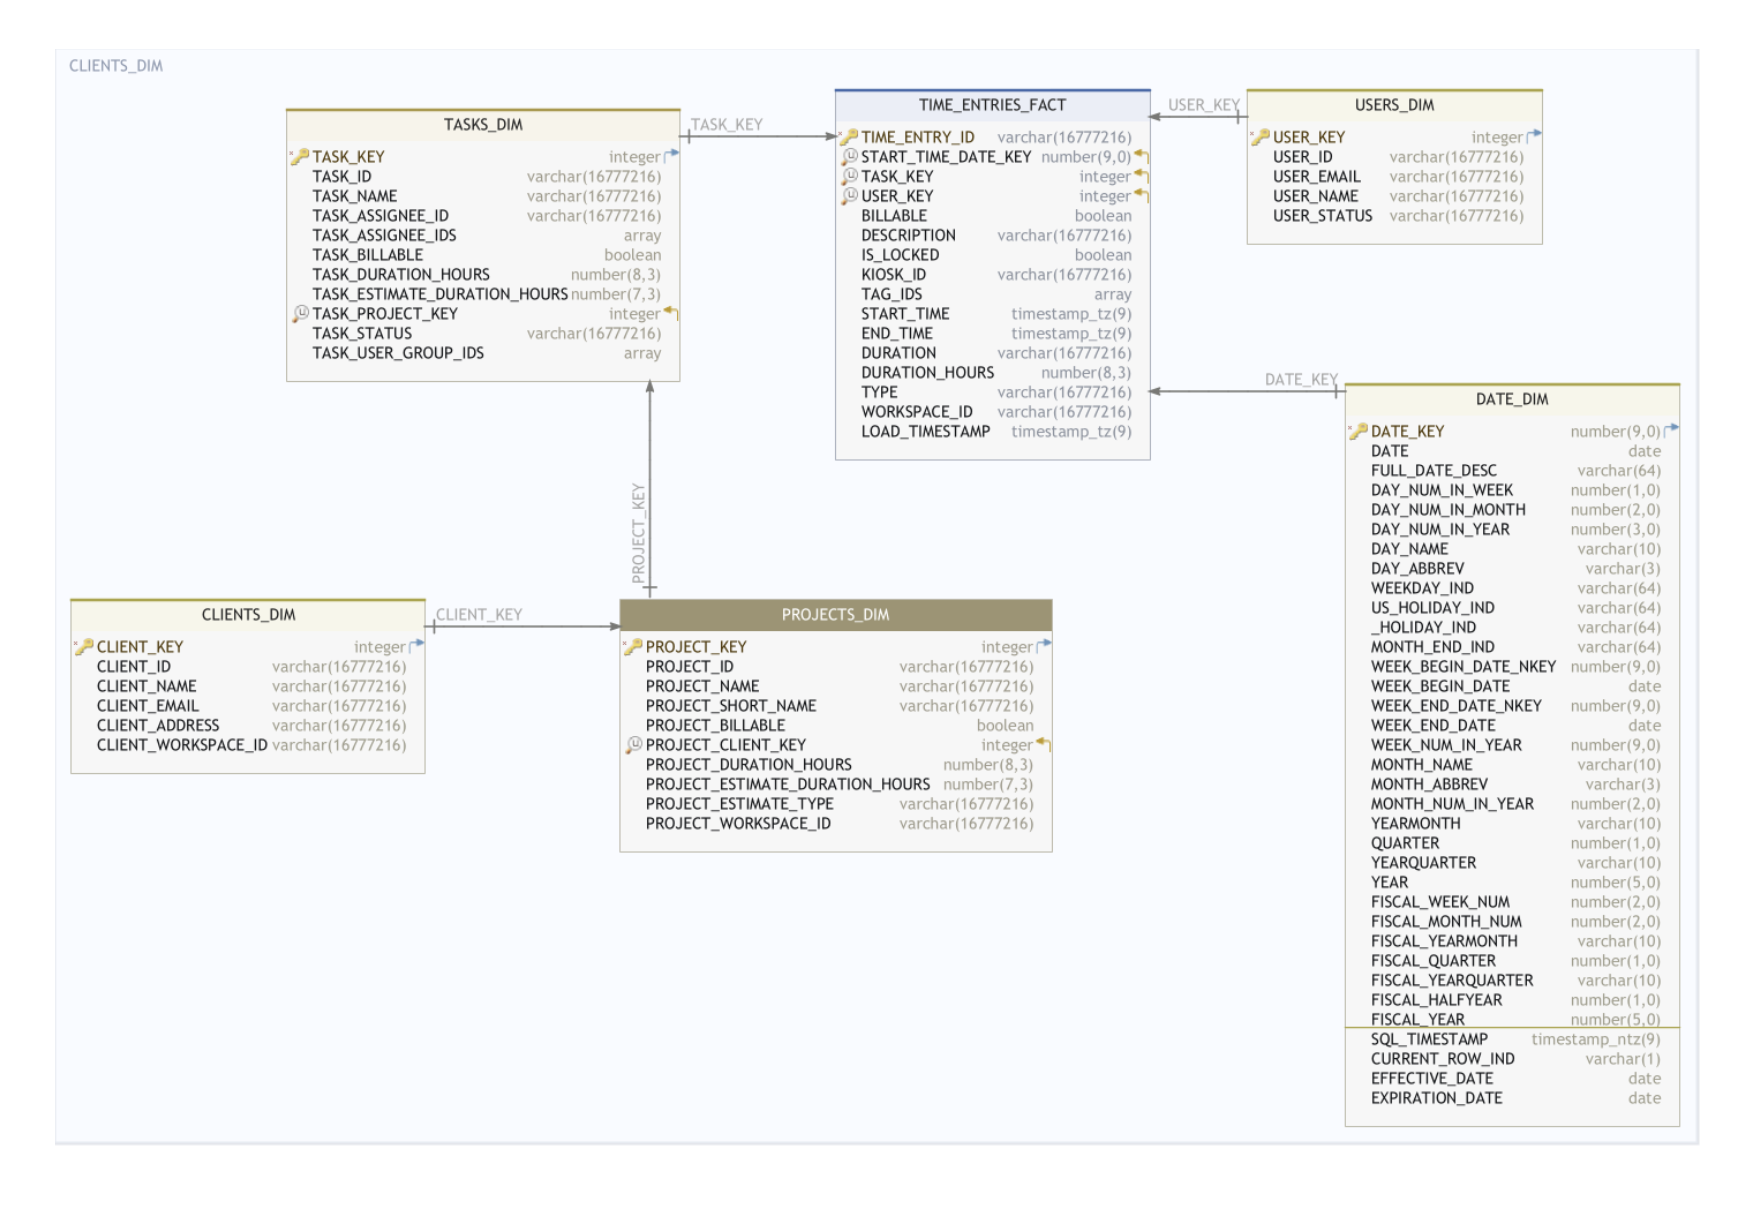 CLIENTS_DIM
TASKS_DIM
TASK_KEY integer
TASK_ID varchar(16777216)
TASK_NAME varchar(16777216)
TASK_ASSIGNEE_ID varchar(16777216)
TASK_ASSIGNEE_IDS array
TASK_BILLABLE boolean
TASK_DURATION_HOURS number(8,3)
TASK_ESTIMATE_DURATION_HOURS number(7,3)
TASK_PROJECT_KEY integer
TASK_STATUS varchar(16777216)
TASK_USER_GROUP_IDS array
TASK_KEY
TIME_ENTRIES_FACT
TIME_ENTRY_ID varchar(16777216)
START_TIME_DATE_KEY number(9,0)
TASK_KEY integer
USER_KEY integer
BILLABLE boolean
DESCRIPTION varchar(16777216)
IS_LOCKED boolean
KIOSK_ID varchar(16777216)
TAG_IDS array
START_TIME timestamp_tz(9)
END_TIME timestamp_tz(9)
DURATION varchar(16777216)
DURATION_HOURS number(8,3)
TYPE varchar(16777216)
WORKSPACE_ID varchar(16777216)
LOAD_TIMESTAMP timestamp_tz(9)
USER_KEY
USERS_DIM
USER_KEY integer
USER_ID varchar(16777216)
USER_EMAIL varchar(16777216)
USER_NAME varchar(16777216)
USER_STATUS varchar(16777216)
PROJECT_KEY
CLIENTS_DIM
CLIENT_KEY integer
CLIENT_ID varchar(16777216)
CLIENT_NAME varchar(16777216)
CLIENT_EMAIL varchar(16777216)
CLIENT_ADDRESS varchar(16777216)
CLIENT_WORKSPACE_ID varchar(16777216)
CLIENT_KEY
PROJECTS_DIM
PROJECT_KEY integer
PROJECT_ID varchar(16777216)
PROJECT_NAME varchar(16777216)
PROJECT_SHORT_NAME varchar(16777216)
PROJECT_BILLABLE boolean
PROJECT_CLIENT_KEY integer
PROJECT_DURATION_HOURS number(8,3)
PROJECT_ESTIMATE_DURATION_HOURS number(7,3)
PROJECT_ESTIMATE_TYPE varchar(16777216)
PROJECT_WORKSPACE_ID varchar(16777216)
DATE_KEY
DATE_DIM
DATE_KEY number(9,0)
DATE date
FULL_DATE_DESC varchar(64)
DAY_NUM_IN_WEEK number(1,0)
DAY_NUM_IN_MONTH number(2,0)
DAY_NUM_IN_YEAR number(3,0)
DAY_NAME varchar(10)
DAY_ABBREV varchar(3)
WEEKDAY_IND varchar(64)
US_HOLIDAY_IND varchar(64)
_HOLIDAY_IND varchar(64)
MONTH_END_IND varchar(64)
WEEK_BEGIN_DATE_NKEY number(9,0)
WEEK_BEGIN_DATE date
WEEK_END_DATE_NKEY number(9,0)
WEEK_END_DATE date
WEEK_NUM_IN_YEAR number(9,0)
MONTH_NAME varchar(10)
MONTH_ABBREV varchar(3)
MONTH_NUM_IN_YEAR number(2,0)
YEARMONTH varchar(10)
QUARTER number(1,0)
YEARQUARTER varchar(10)
YEAR number(5,0)
FISCAL_WEEK_NUM number(2,0)
FISCAL_MONTH_NUM number(2,0)
FISCAL_YEARMONTH varchar(10)
FISCAL_QUARTER number(1,0)
FISCAL_YEARQUARTER varchar(10)
FISCAL_HALFYEAR number(1,0)
FISCAL_YEAR number(5,0)
SQL_TIMESTAMP timestamp_ntz(9)
CURRENT_ROW_IND varchar(1)
EFFECTIVE_DATE date
EXPIRATION_DATE date